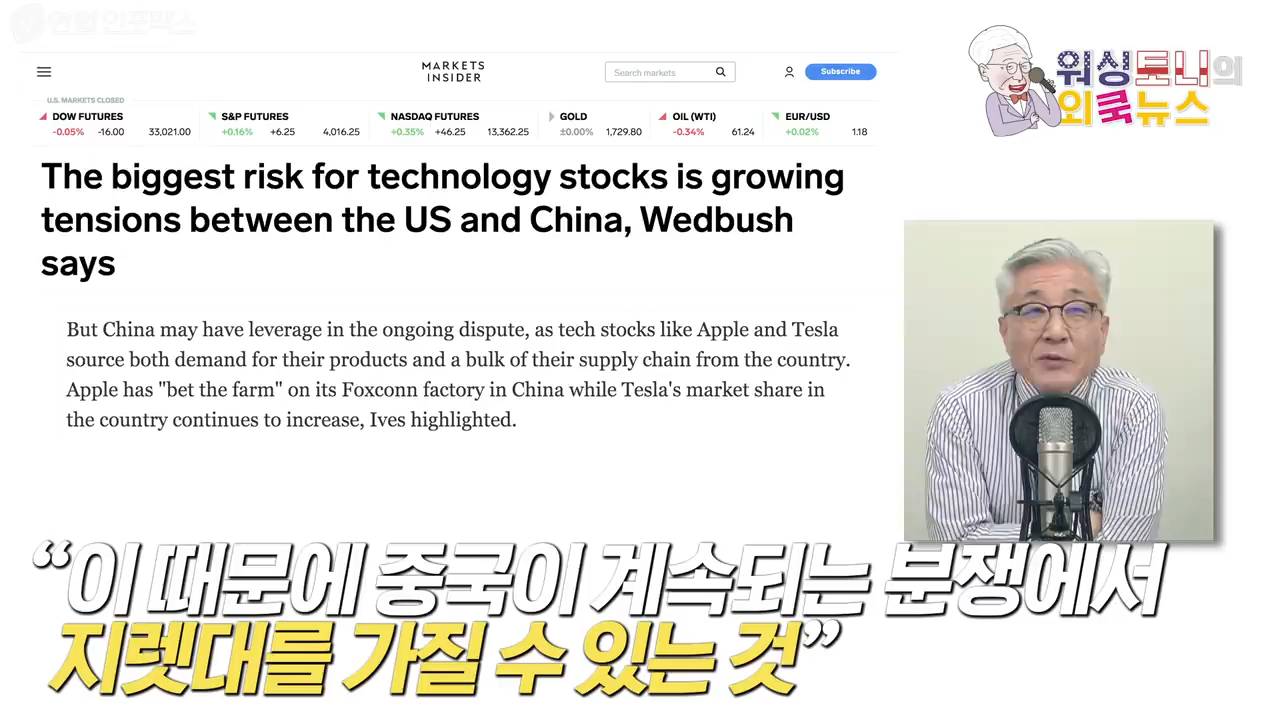 연합인포맥스
MARKETS
INSIDER
Search markets
Subscribe
U.S. MARKETS CLOSED
DOW FUTURES
-0.05% -16.00 33,021.00
S&P FUTURES
+0.16% +6.25 4,016.25
NASDAQ FUTURES
+0.35% +46.25 13,362.25
GOLD
±0.00% 1,729.80
OIL (WTI)
-0.34% 61.24
EUR/USD
+0.02% 1.18
워싱토니의
외쿡뉴스
The biggest risk for technology stocks is growing
tensions between the US and China, Wedbush
says
But China may have leverage in the ongoing dispute, as tech stocks like Apple and Tesla
source both demand for their products and a bulk of their supply chain from the country.
Apple has "bet the farm" on its Foxconn factory in China while Tesla's market share in
the country continues to increase, Ives highlighted.
“이 때문에 중국이 계속되는 분쟁에서
지렛대를 가질 수 있는 것”